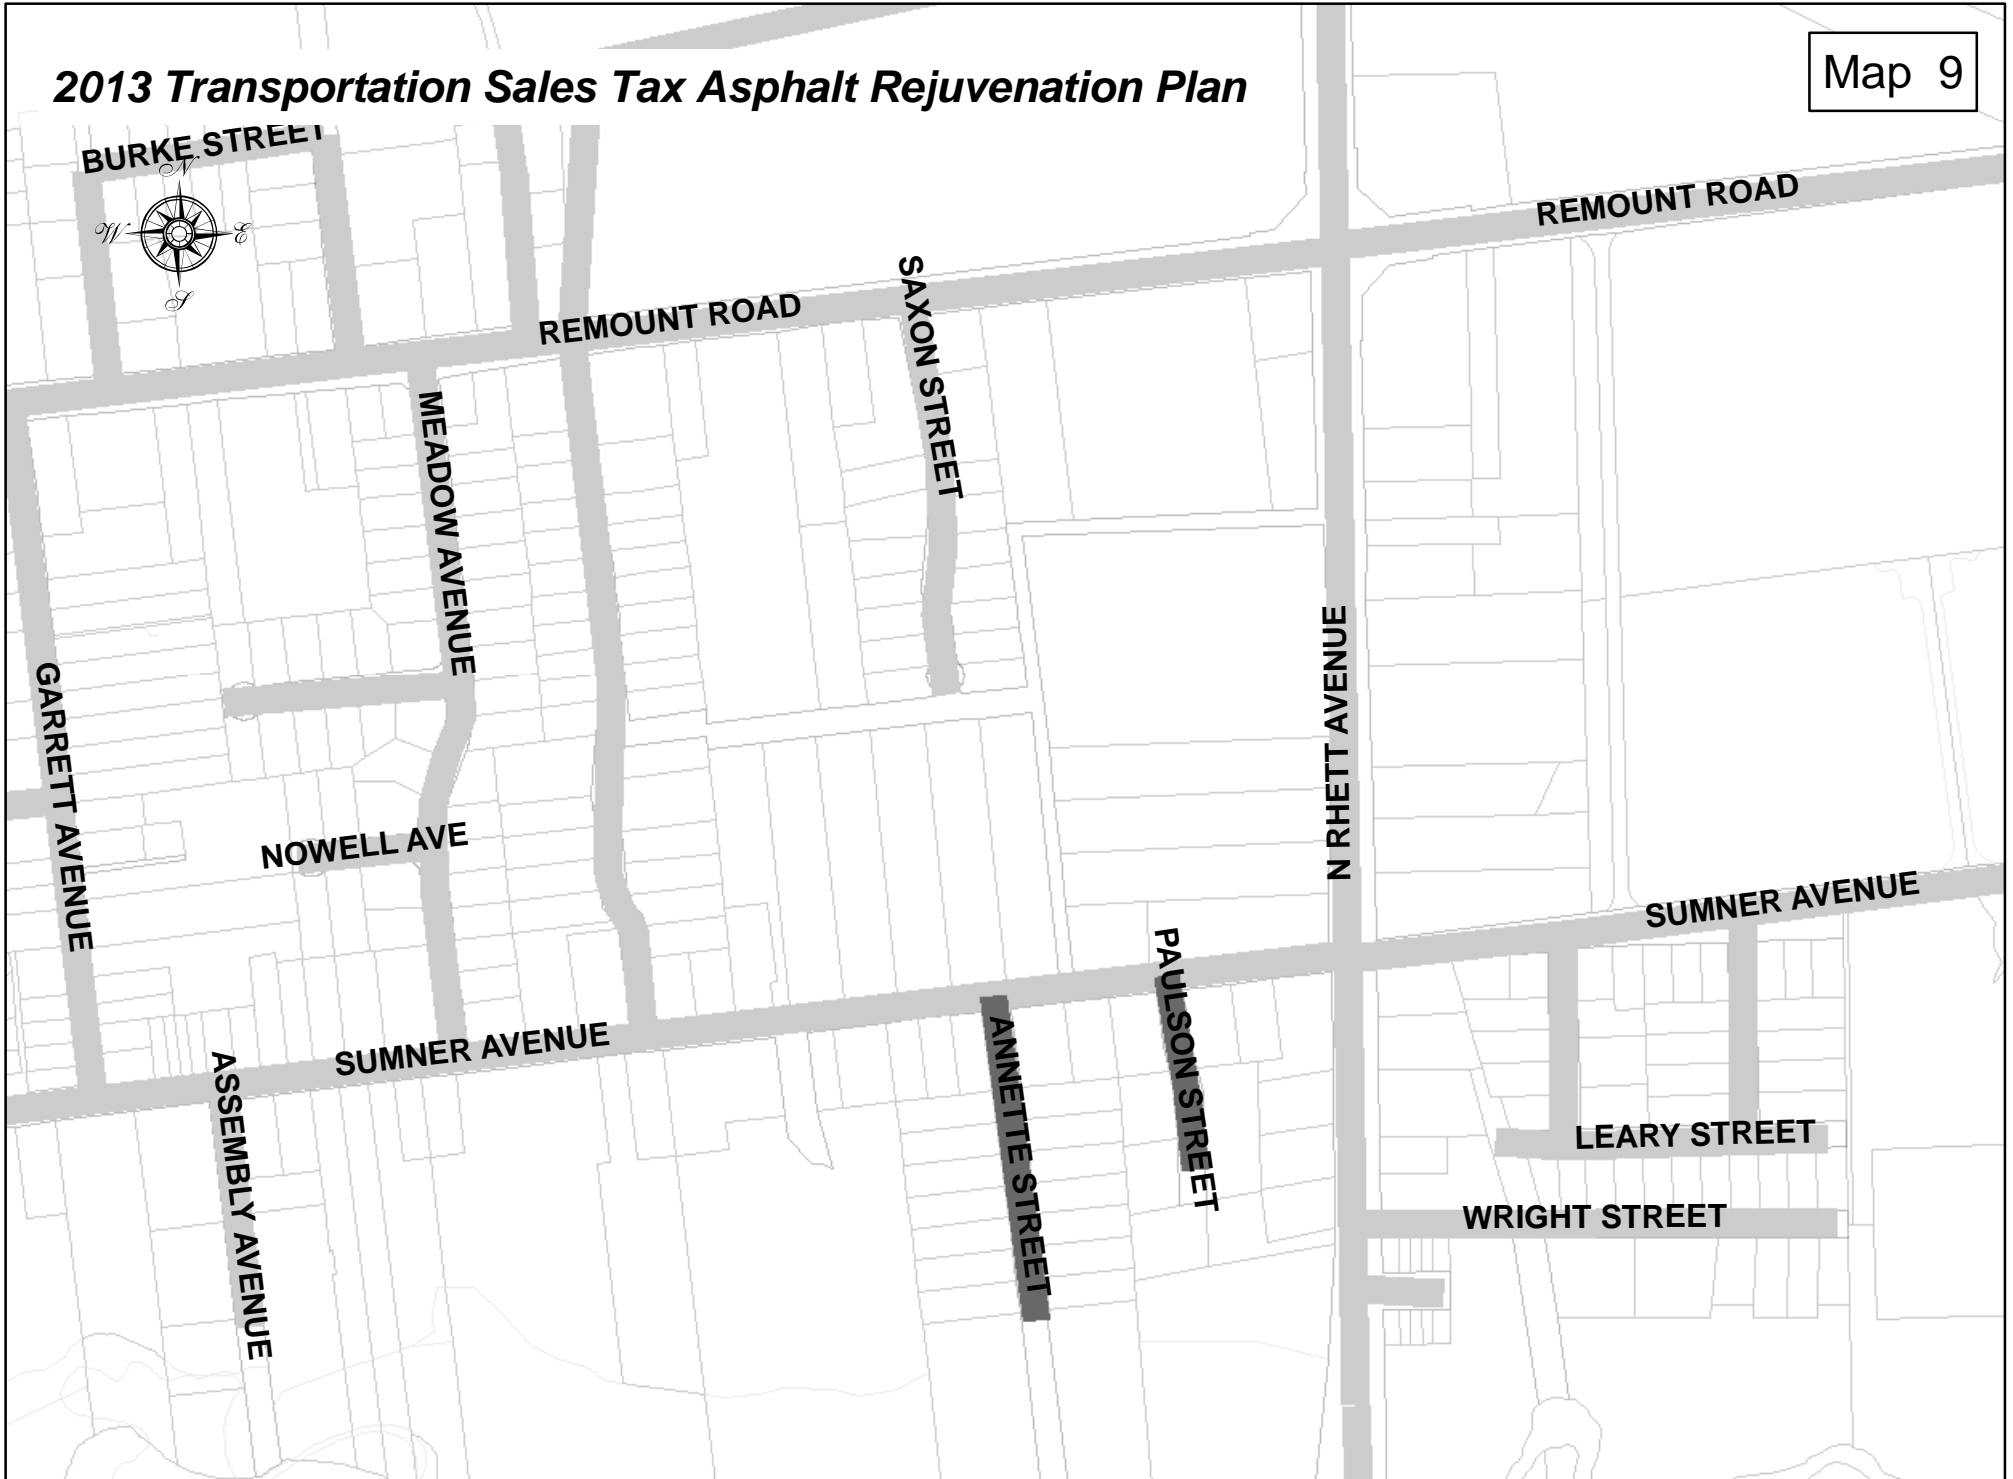 2013 Transportation Sales Tax Asphalt Rejuvenation Plan
Map 9
BURKE STREET
N
W
E
S
REMOUNT ROAD
REMOUNT ROAD
SAXON STREET
MEADOW AVENUE
GARRETT AVENUE
N RHETT AVENUE
NOWELL AVE
SUMNER AVENUE
PAULSON STREET
ANNETTE STREET
SUMNER AVENUE
ASSEMBLY AVENUE
LEARY STREET
WRIGHT STREET